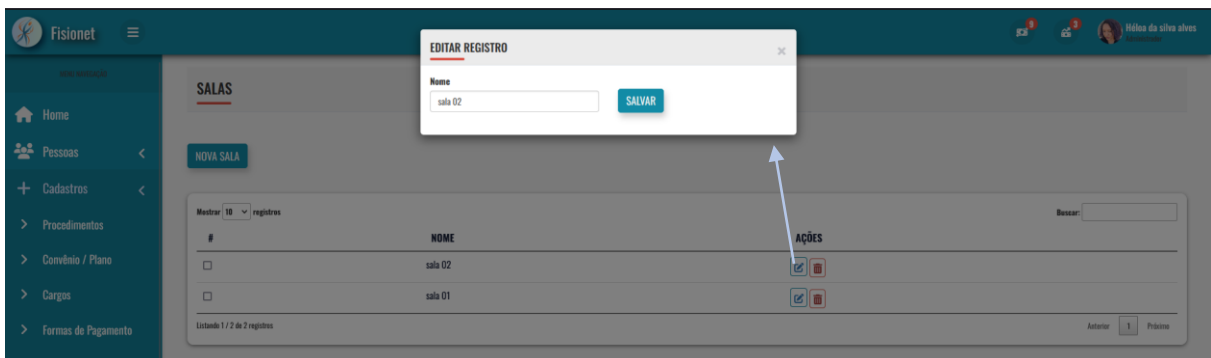 Fisionet
9
3
Héloa da silva alves
EDITAR REGISTRO
×
Nome
sala 02
SALVAR
SALAS
Home
Pessoas
NOVA SALA
Cadastros
Procedimentos
Convênio / Plano
Cargos
Formas de Pagamento
Mostrar 10 registros
Buscar:
# NOME AÇÕES
sala 02
sala 01
Listando 1 / 2 de 2 registros
Anterior 1 Próximo